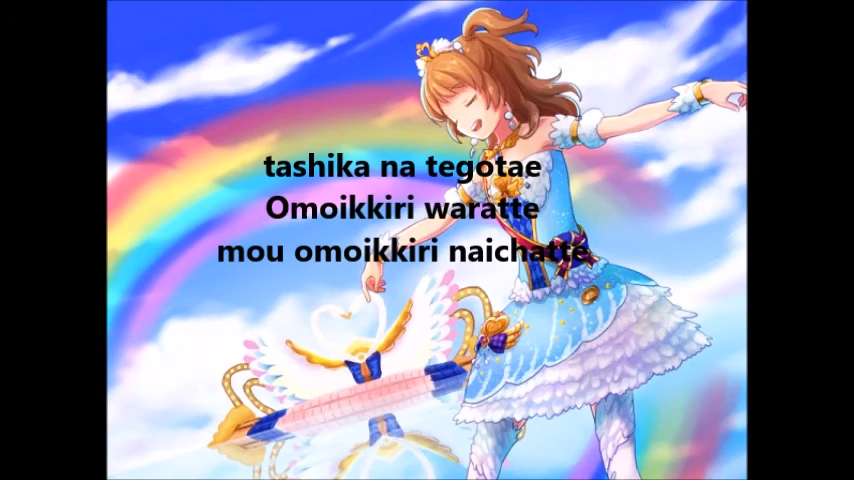 tashika na tegotae
Omoikkiri waratte
mou omoikkiri naichatte